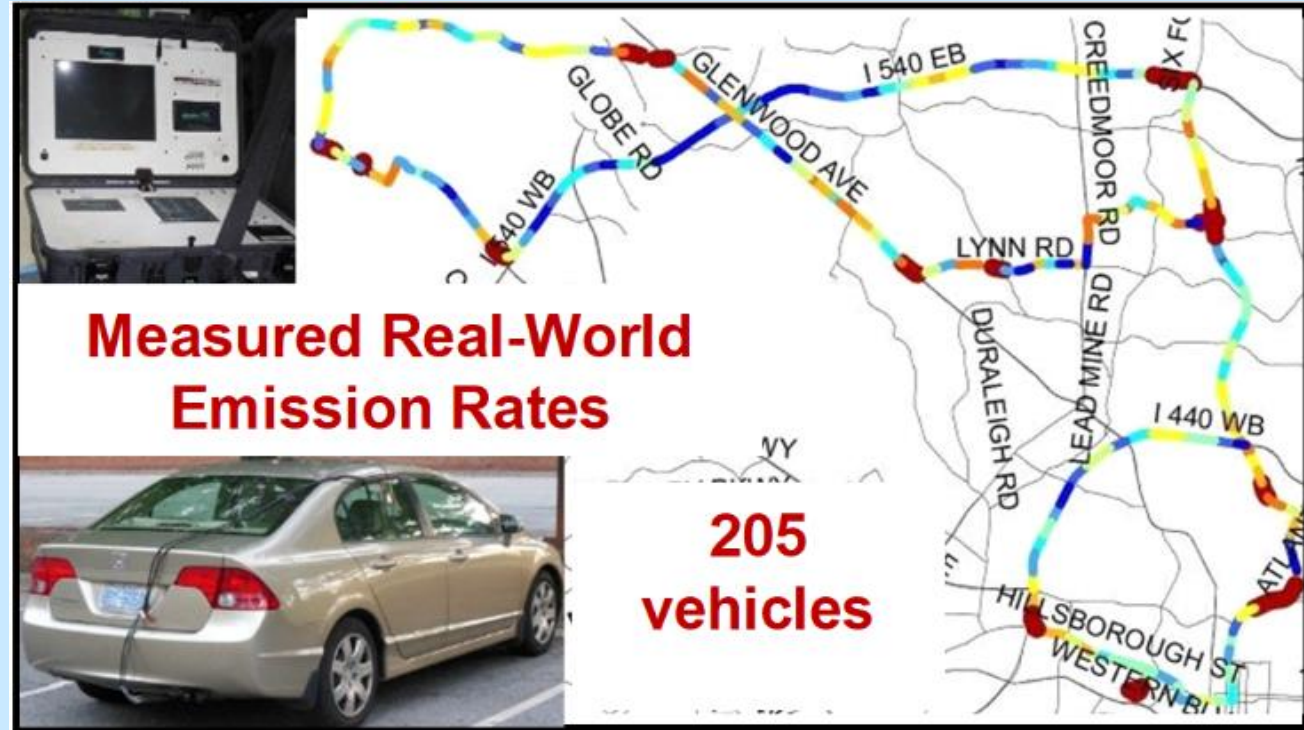 I 540 EB
CREEDMOOR RD
GLOBE RD
GLENWOOD AVE
LYNN RD
Measured Real-World
Emission Rates
DURALEIGH RD
LEAD MINE RD
I 440 WB
205
vehicles
HILLSBOROUGH ST
WESTERN